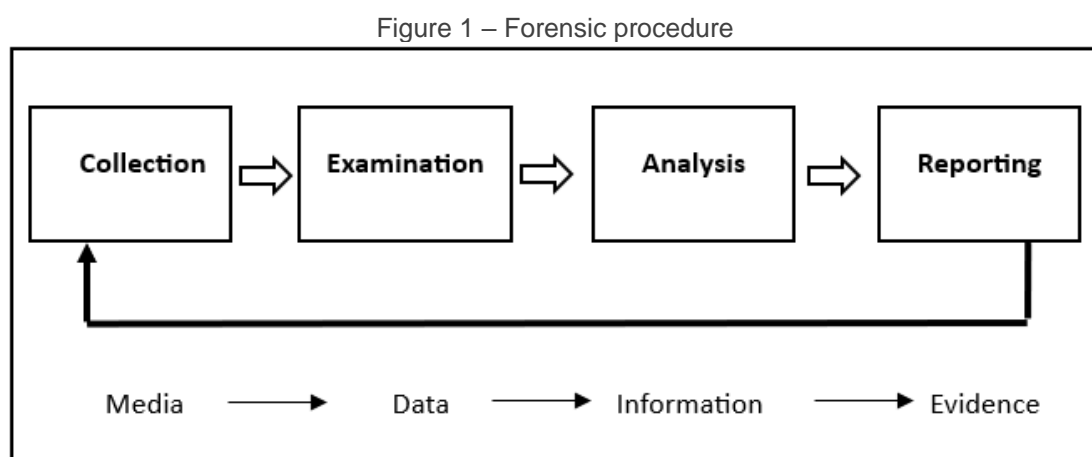 Figure 1 – Forensic procedure
Collection Examination Analysis Reporting
Media Data Information Evidence